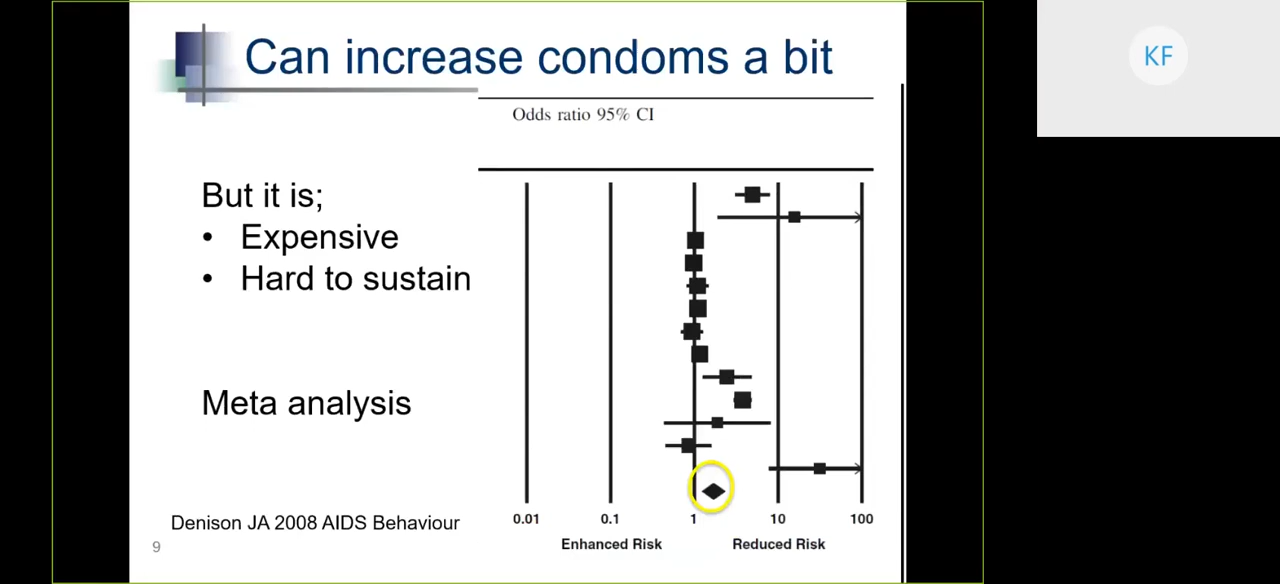 Can increase condoms a bit
Odds ratio 95% CI
But it is;
• Expensive
• Hard to sustain
Meta analysis
0.01 0.1 1 10 100
Enhanced Risk Reduced Risk
Denison JA 2008 AIDS Behaviour
9
KF